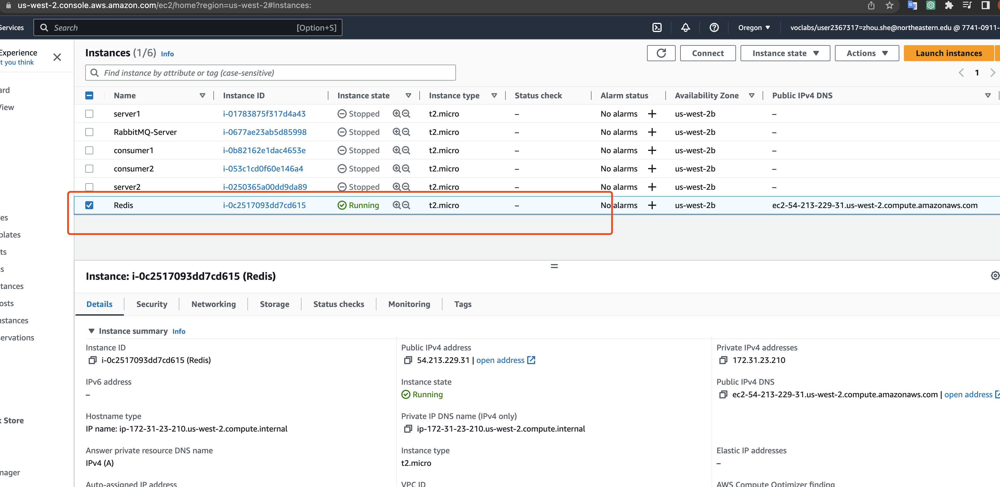 us-west-2.console.aws.amazon.com/ec2/home?region=us-west-2#Instances:
Services Search [Option+S] Oregon voclabs/user2367317=zhou.she@northeastern.edu @ 7741-0911-
Experience
t you think
Instances (1/6) Info Connect Instance state Actions Launch instances
Find instance by attribute or tag (case-sensitive) 1
Name Instance ID Instance state Instance type Status check Alarm status Availability Zone Public IPv4 DNS
server1 i-01783875f317d4a43 Stopped t2.micro – No alarms + us-west-2b –
RabbitMQ-Server i-0677ae23ab5d85998 Stopped t2.micro – No alarms + us-west-2b –
consumer1 i-0b82162e1dac4653e Stopped t2.micro – No alarms + us-west-2b –
consumer2 i-053c1cd0f60e146a4 Stopped t2.micro – No alarms + us-west-2b –
server2 i-0250365a00dd9da89 Stopped t2.micro – No alarms + us-west-2b –
Redis i-0c2517093dd7cd615 Running t2.micro – No alarms + us-west-2b ec2-54-213-229-31.us-west-2.compute.amazonaws.com
ard
View
es
plates
ts
s
stances
osts
nstances
servations
k Store
nager
Instance: i-0c2517093dd7cd615 (Redis)
Details Security Networking Storage Status checks Monitoring Tags
Instance summary Info
Instance ID
i-0c2517093dd7cd615 (Redis)
Public IPv4 address
54.213.229.31 | open address
Private IPv4 addresses
172.31.23.210
IPv6 address
–
Instance state
Running
Public IPv4 DNS
ec2-54-213-229-31.us-west-2.compute.amazonaws.com | open address
Hostname type
IP name: ip-172-31-23-210.us-west-2.compute.internal
Private IP DNS name (IPv4 only)
ip-172-31-23-210.us-west-2.compute.internal
Answer private resource DNS name
IPv4 (A)
Instance type
t2.micro
Elastic IP addresses
–
Auto-assigned IP address
VPC ID
AWS Compute Optimizer finding